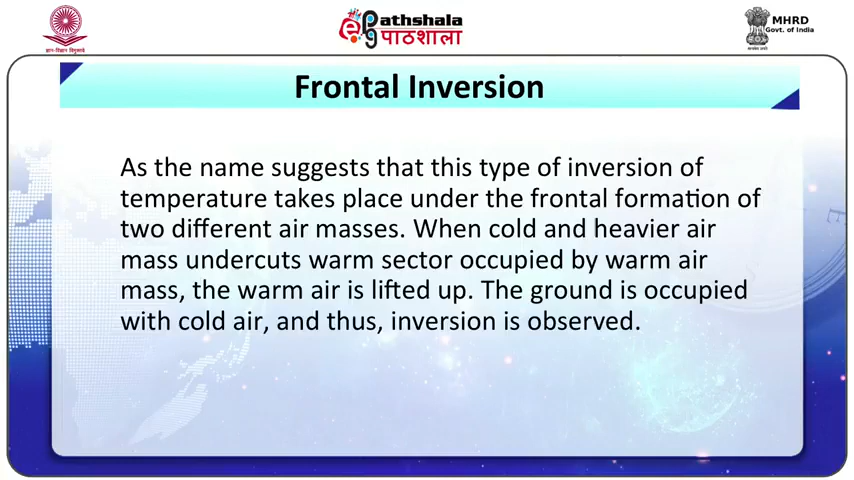 ज्ञान-विज्ञान विमुक्तये
ePathshala
पाठशाला
MHRD
Govt. of India
Frontal Inversion
As the name suggests that this type of inversion of
temperature takes place under the frontal formation of
two different air masses. When cold and heavier air
mass undercuts warm sector occupied by warm air
mass, the warm air is lifted up. The ground is occupied
with cold air, and thus, inversion is observed.